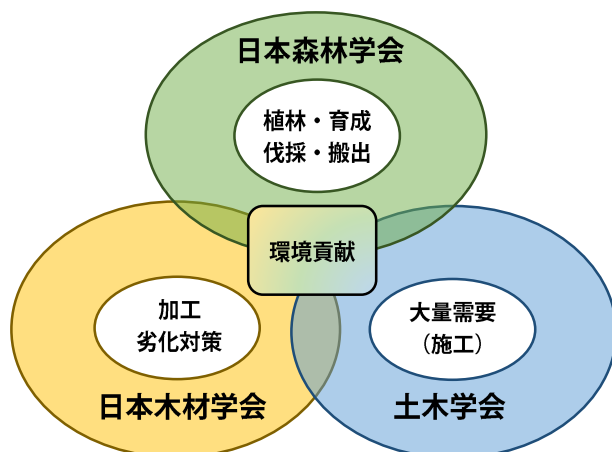 日本森林学会
植林・育成
伐採・搬出
環境貢献
加工
劣化対策
日本木材学会
大量需要
（施工）
土木学会